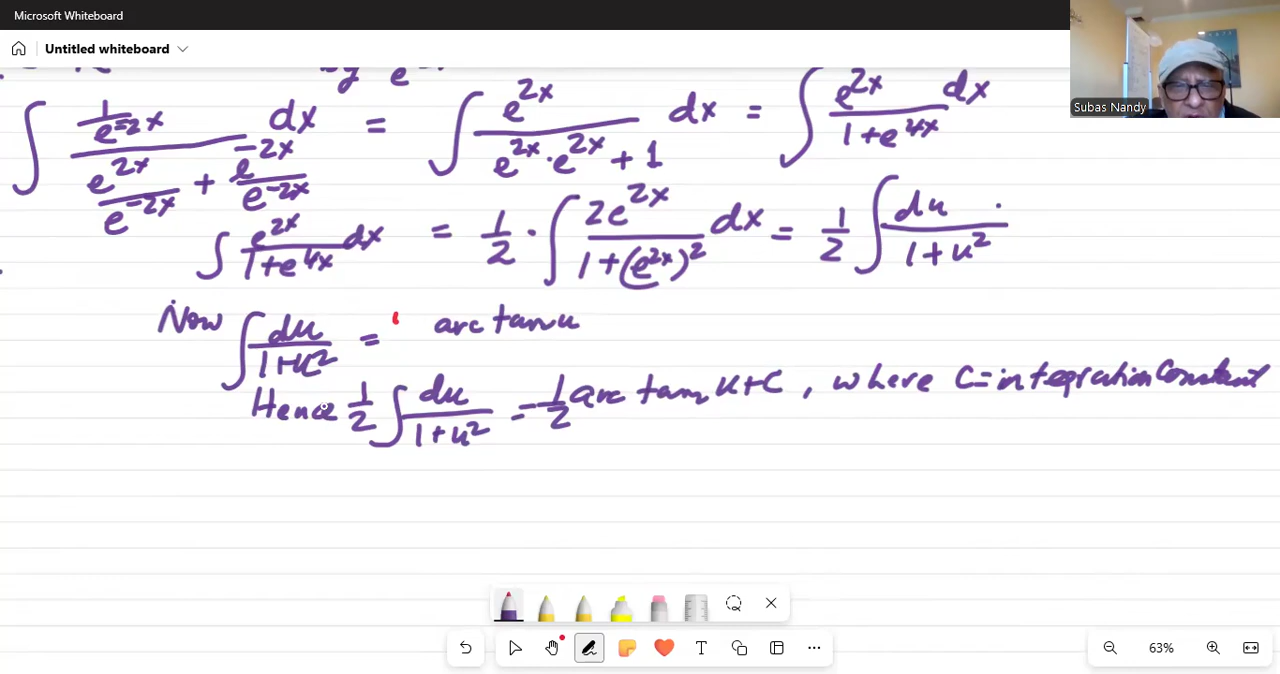 Microsoft Whiteboard
Untitled whiteboard
by e
∫ (1/e^-2x) / (e^2x/e^-2x + e^-2x/e^-2x) dx = ∫ e^2x / (e^2x · e^2x + 1) dx = ∫ e^2x dx / (1+e^4x)
∫ e^2x/(1+e^4x) dx = 1/2 · ∫ 2e^2x / (1+(e^2x)^2) dx = 1/2 ∫ du / (1+u^2)
Now ∫ du/(1+u^2) = arc tan u
Hence 1/2 ∫ du/(1+u^2) = 1/2 arc tan u+C, where C=integration Constant
Subas Nandy
T
63%